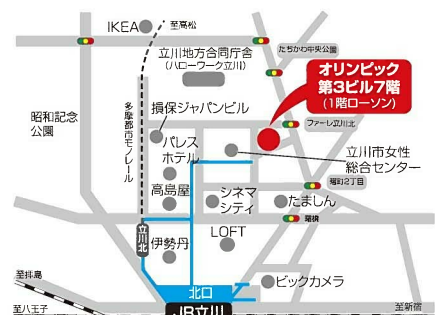 IKEA
至高松
立川地方合同庁舎
(ハローワーク立川)
たちかわ中央公園
オリンピック
第3ビル7階
(1階ローソン)
昭和記念
公園
多摩都市モノレール
損保ジャパンビル
ファーレ立川北
パレス
ホテル
立川市女性
総合センター
曙町2丁目
高島屋
シネマ
シティ
たましん
立川北
伊勢丹
LOFT
曙橋
至拝島
北口
ビックカメラ
至八王子
JR立川
至新宿